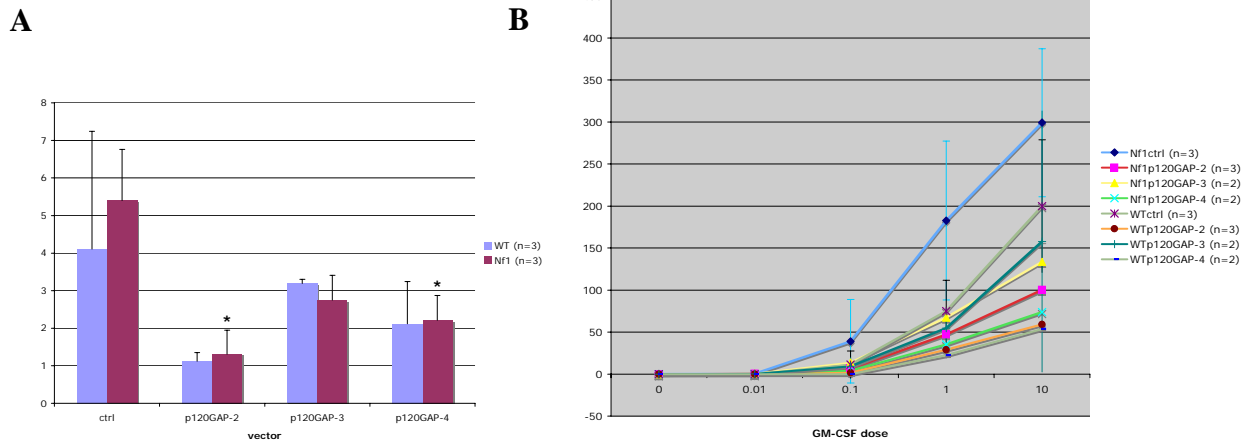 A
8
7
6
5
4
3
2
1
0
*
*
ctrl p120GAP-2 p120GAP-3 p120GAP-4
vector
WT (n=3)
Nf1 (n=3)
B
400
350
300
250
200
150
100
50
0
-50
0 0.01 0.1 1 10
GM-CSF dose
Nf1ctrl (n=3)
Nf1p120GAP-2 (n=3)
Nf1p120GAP-3 (n=2)
Nf1p120GAP-4 (n=2)
WTctrl (n=3)
WTp120GAP-2 (n=3)
WTp120GAP-3 (n=2)
WTp120GAP-4 (n=2)